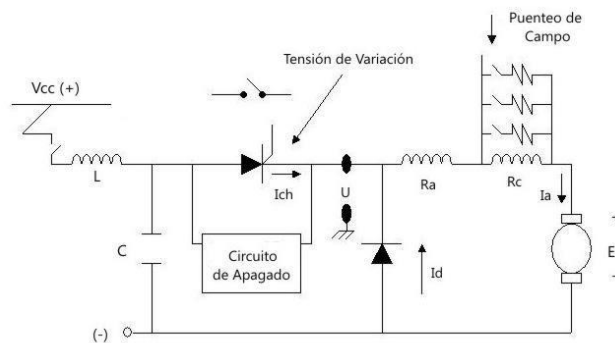 Puenteo de
Campo
Tensión de Variación
Vcc (+)
L
Ich
U
Ra
Rc
Ia
C
Circuito
de Apagado
Id
E
(-)